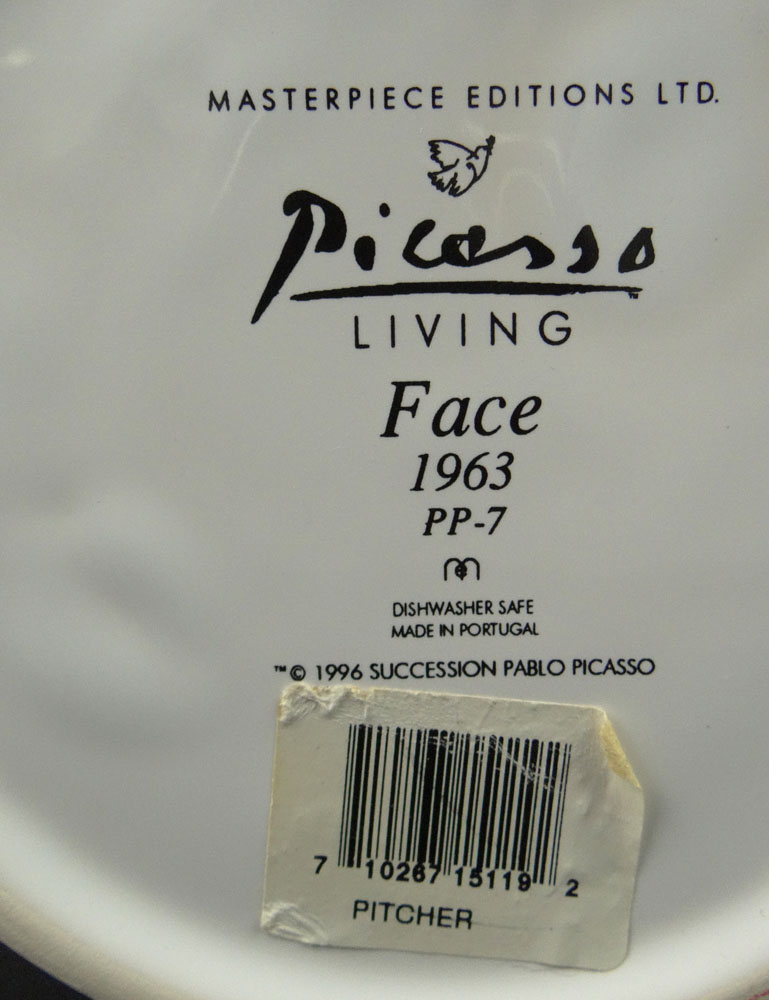 MASTERPIECE EDITIONS LTD.
Picasso™
LIVING
Face
1963
PP-7
DISHWASHER SAFE
MADE IN PORTUGAL
™© 1996 SUCCESSION PABLO PICASSO
7 10267 15119 2
PITCHER